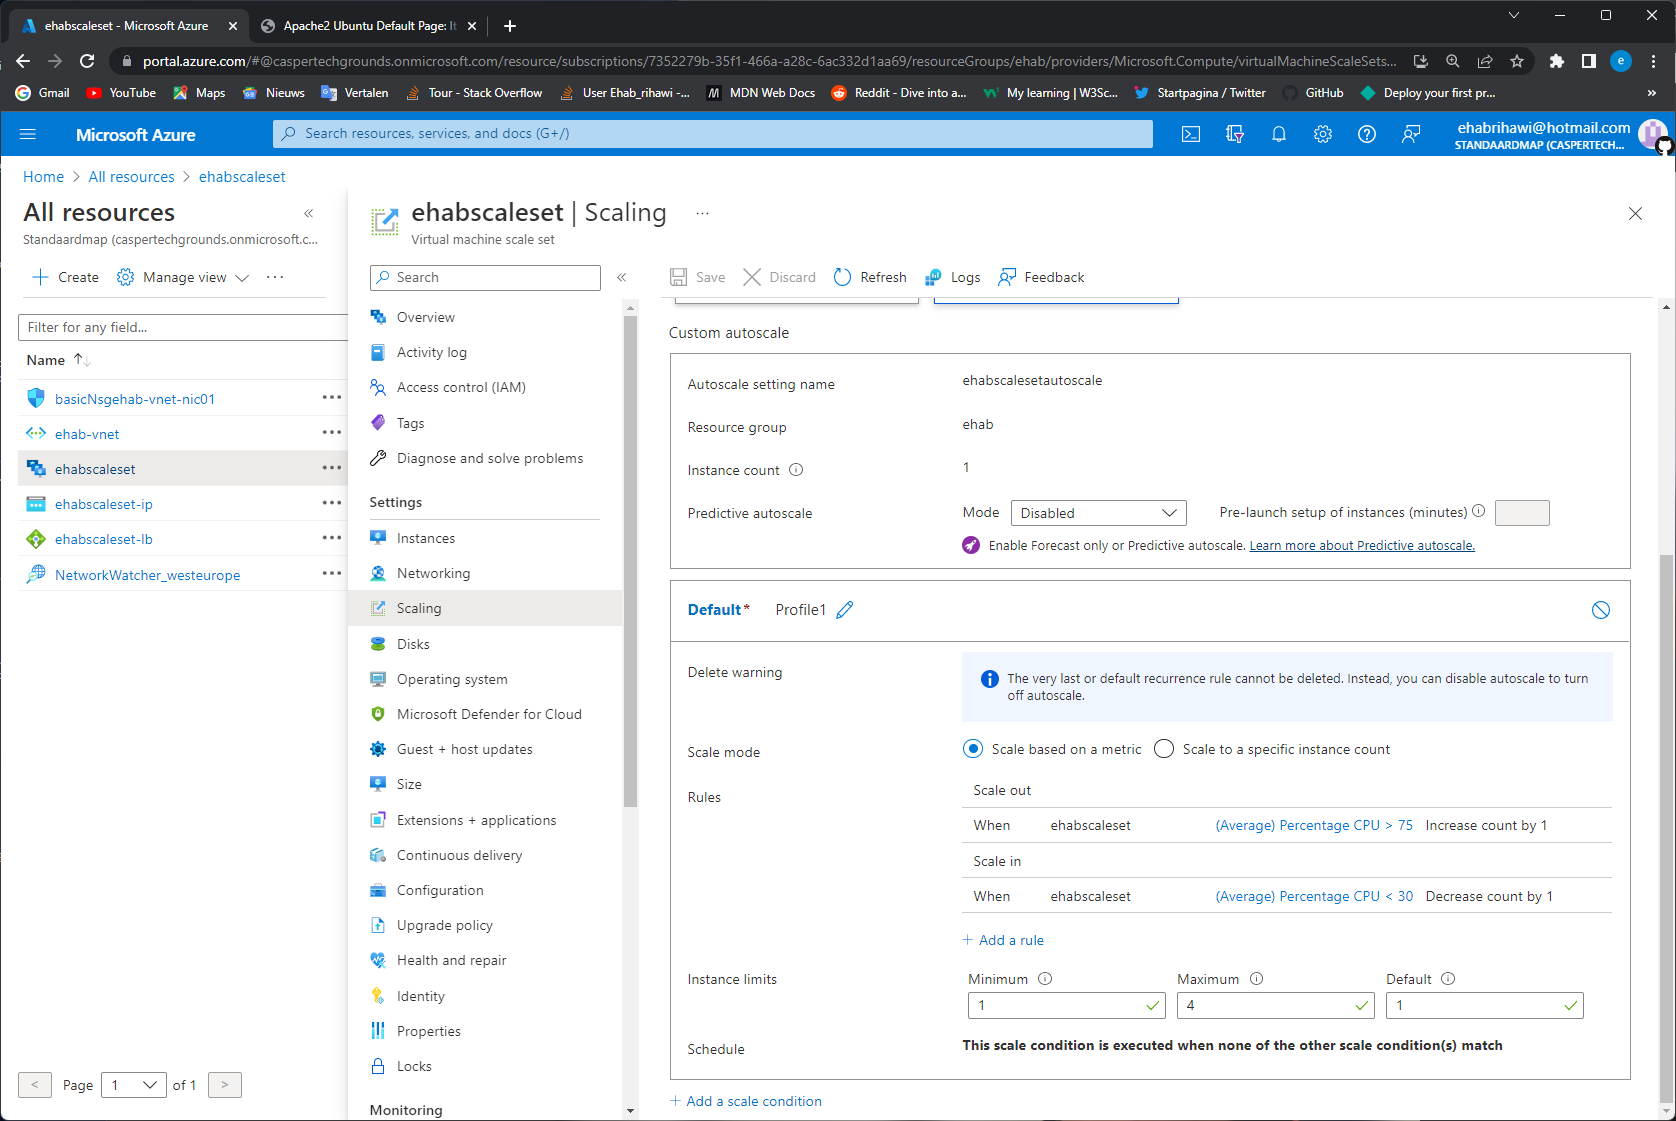 ehabscaleset - Microsoft Azure
Apache2 Ubuntu Default Page: It
portal.azure.com/#@caspertechgrounds.onmicrosoft.com/resource/subscriptions/7352279b-35f1-466a-a28c-6ac332d1aa69/resourceGroups/ehab/providers/Microsoft.Compute/virtualMachineScaleSets...
e
Gmail YouTube Maps Nieuws Vertalen Tour - Stack Overflow User Ehab_rihawi -... MDN Web Docs Reddit - Dive into a... My learning | W3Sc... Startpagina / Twitter GitHub Deploy your first pr... »
Microsoft Azure
Search resources, services, and docs (G+/)
ehabrihawi@hotmail.com
STANDAARDMAP (CASPERTECH...
Home > All resources > ehabscaleset
All resources
Standaardmap (caspertechgrounds.onmicrosoft.c...
+ Create Manage view ...
Filter for any field...
Name ↑↓
basicNsgehab-vnet-nic01
ehab-vnet
ehabscaleset
ehabscaleset-ip
ehabscaleset-lb
NetworkWatcher_westeurope
< Page 1 of 1 >
ehabscaleset | Scaling ...
Virtual machine scale set
Search
Overview
Activity log
Access control (IAM)
Tags
Diagnose and solve problems
Settings
Instances
Networking
Scaling
Disks
Operating system
Microsoft Defender for Cloud
Guest + host updates
Size
Extensions + applications
Continuous delivery
Configuration
Upgrade policy
Health and repair
Identity
Properties
Locks
Monitoring
Save Discard Refresh Logs Feedback
Custom autoscale
Autoscale setting name ehabscalesetautoscale
Resource group ehab
Instance count 1
Predictive autoscale Mode Disabled Pre-launch setup of instances (minutes)
Enable Forecast only or Predictive autoscale. Learn more about Predictive autoscale.
Default* Profile1
Delete warning
The very last or default recurrence rule cannot be deleted. Instead, you can disable autoscale to turn
off autoscale.
Scale mode Scale based on a metric Scale to a specific instance count
Rules
Scale out
When ehabscaleset (Average) Percentage CPU > 75 Increase count by 1
Scale in
When ehabscaleset (Average) Percentage CPU < 30 Decrease count by 1
+ Add a rule
Instance limits
Minimum Maximum Default
1 4 1
Schedule This scale condition is executed when none of the other scale condition(s) match
+ Add a scale condition